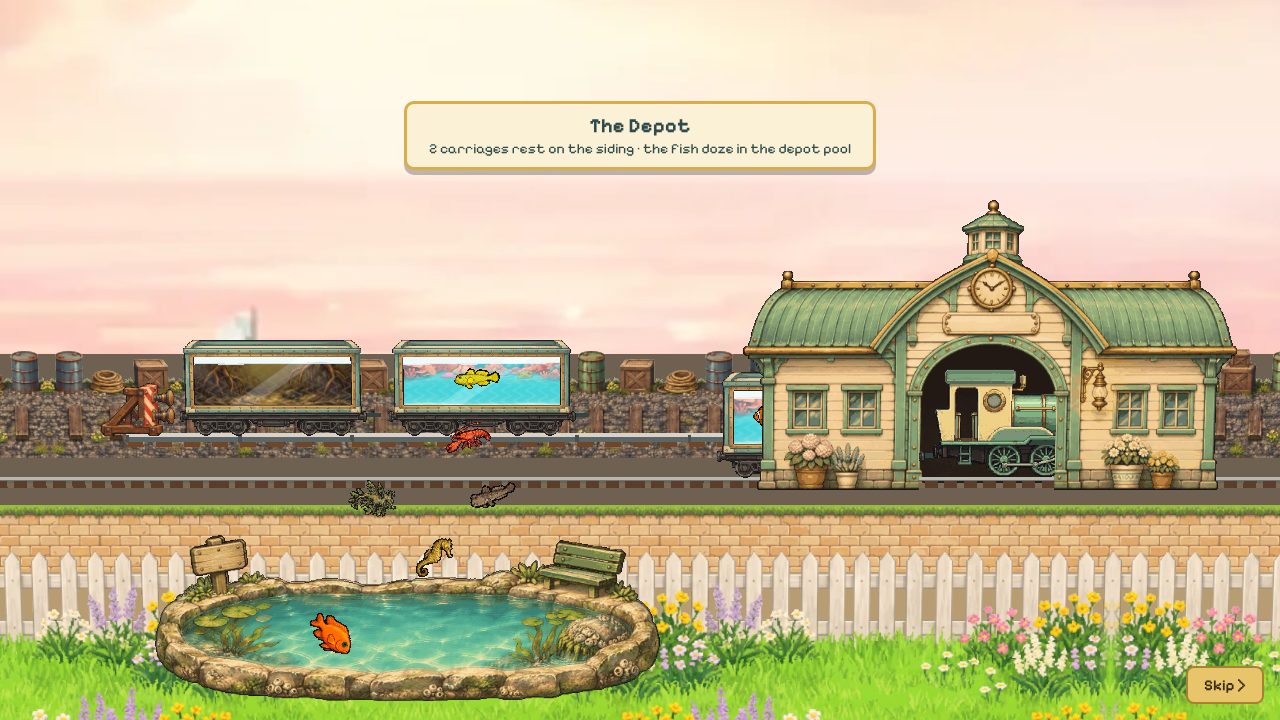 The Depot
2 carriages rest on the siding · the fish doze in the depot pool
Skip